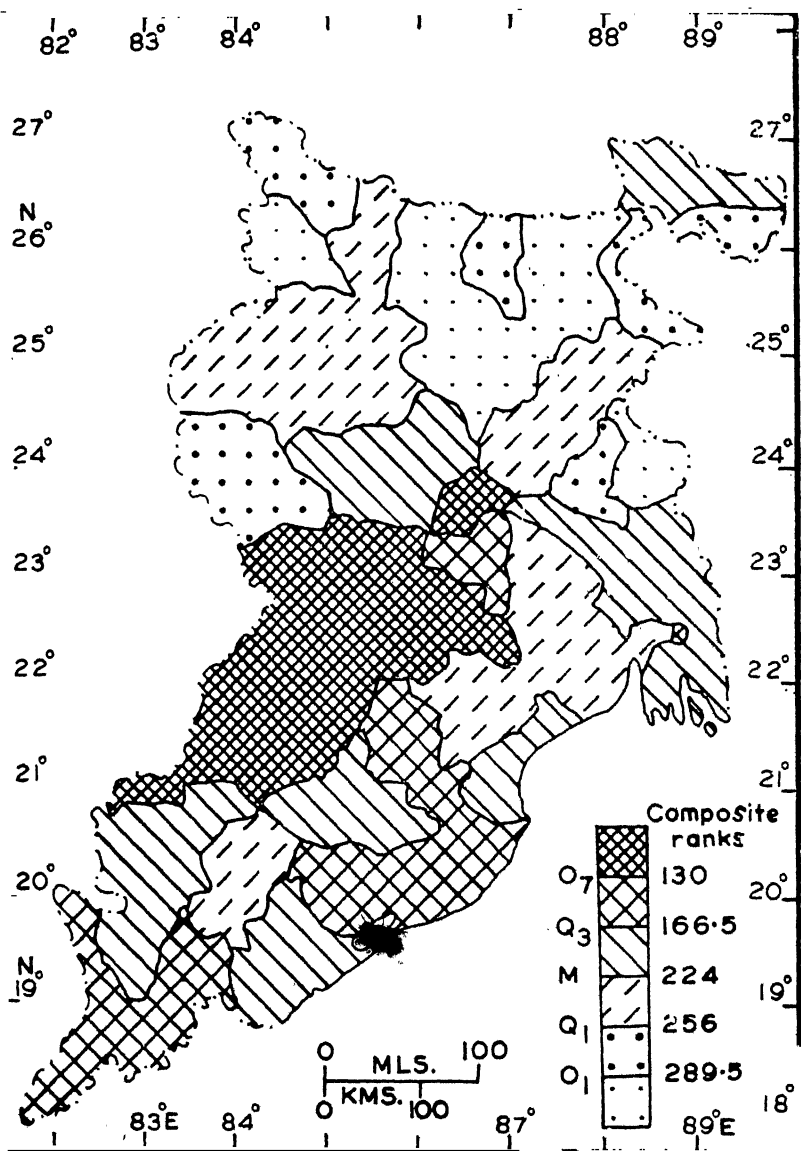 82° 83° 84° 88° 89°
27° 27°
N
26° 26°
25° 25°
24° 24°
23° 23°
22° 22°
21° 21°
Composite
ranks
O7 130
20° 20°
Q3 166.5
N
19° 19°
M 224
Q1 256
O1 289.5
0 100
MLS.
KMS.
0 100
18°
83°E 84° 87° 89°E